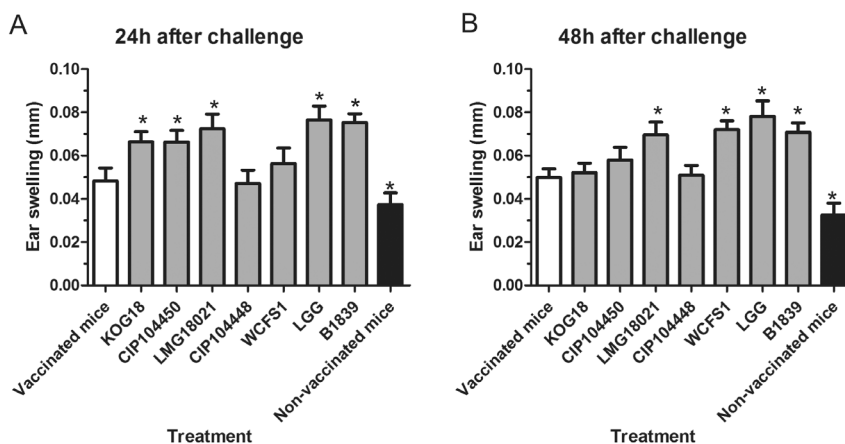 A
24h after challenge
Ear swelling (mm)
0.10
0.08
0.06
0.04
0.02
0.00
* * * * * *
Vaccinated mice
KOG18
CIP104450
LMG18021
CIP104448
WCFS1
LGG
B1839
Non-vaccinated mice
Treatment
B
48h after challenge
Ear swelling (mm)
0.10
0.08
0.06
0.04
0.02
0.00
* * * * *
Vaccinated mice
KOG18
CIP104450
LMG18021
CIP104448
WCFS1
LGG
B1839
Non-vaccinated mice
Treatment